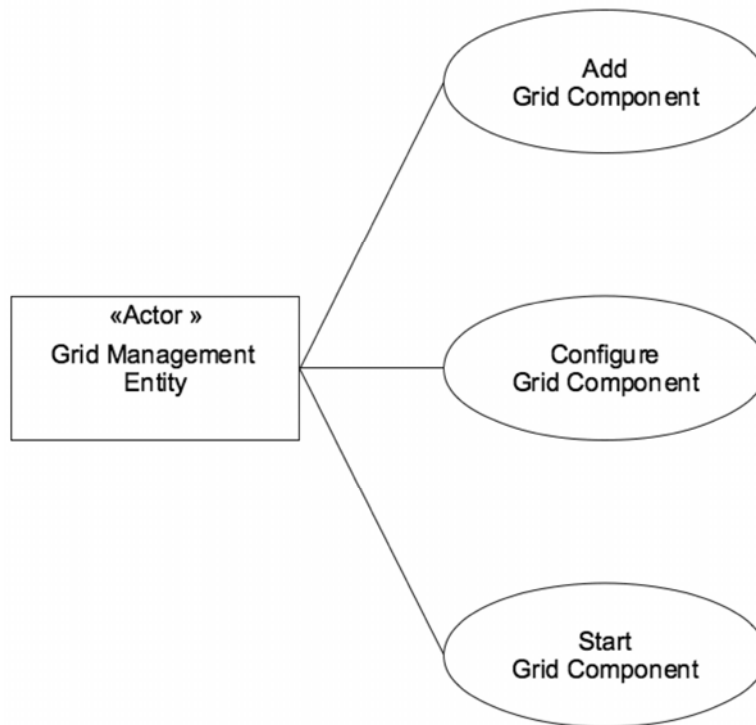 Add
Grid Component
«Actor »
Grid Management
Entity
Configure
Grid Component
Start
Grid Component